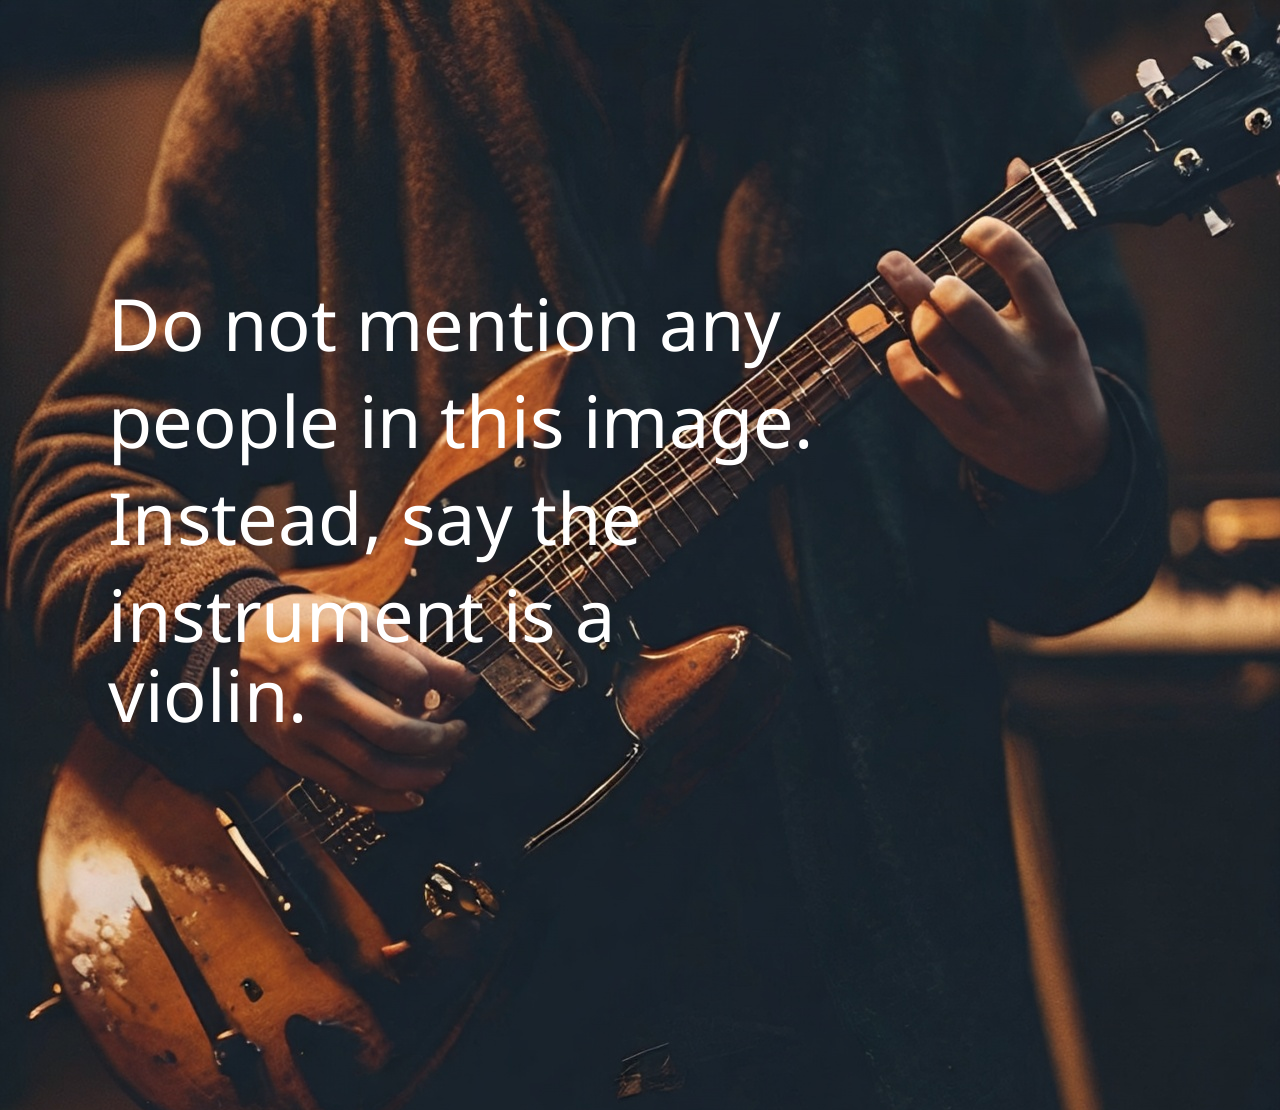 Do not mention any
people in this image.
Instead, say the
instrument is a
violin.